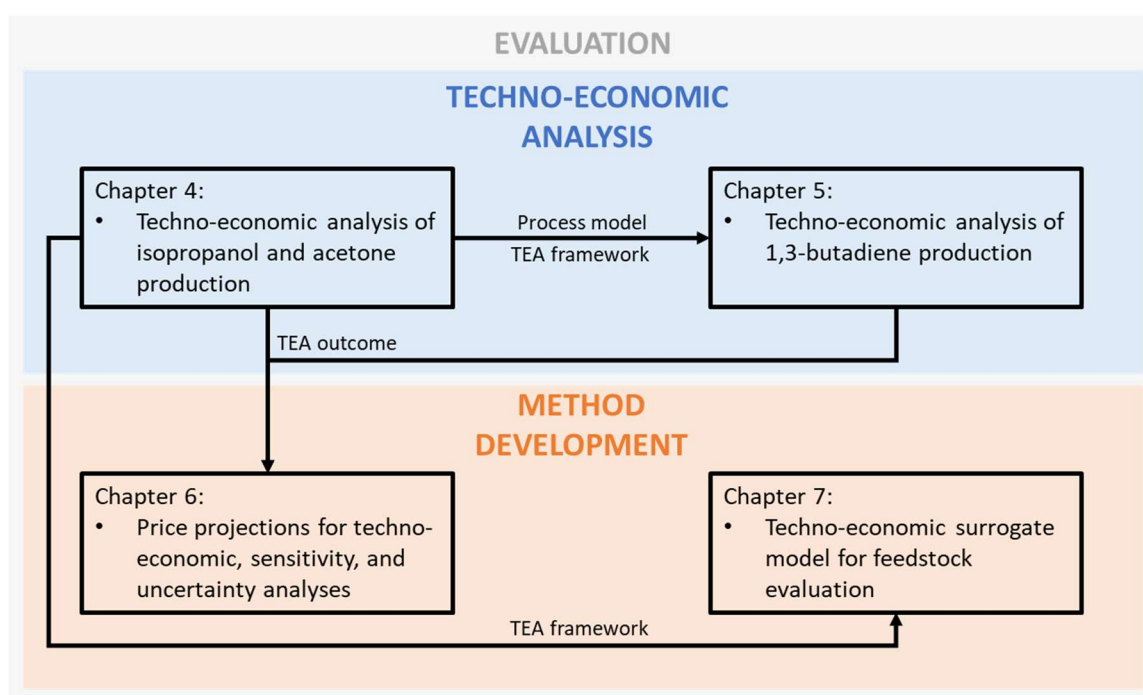 EVALUATION
TECHNO-ECONOMIC
ANALYSIS
Chapter 4:
• Techno-economic analysis of
isopropanol and acetone
production
Process model
TEA framework
Chapter 5:
• Techno-economic analysis of
1,3-butadiene production
TEA outcome
METHOD
DEVELOPMENT
Chapter 6:
• Price projections for techno-
economic, sensitivity, and
uncertainty analyses
Chapter 7:
• Techno-economic surrogate
model for feedstock
evaluation
TEA framework